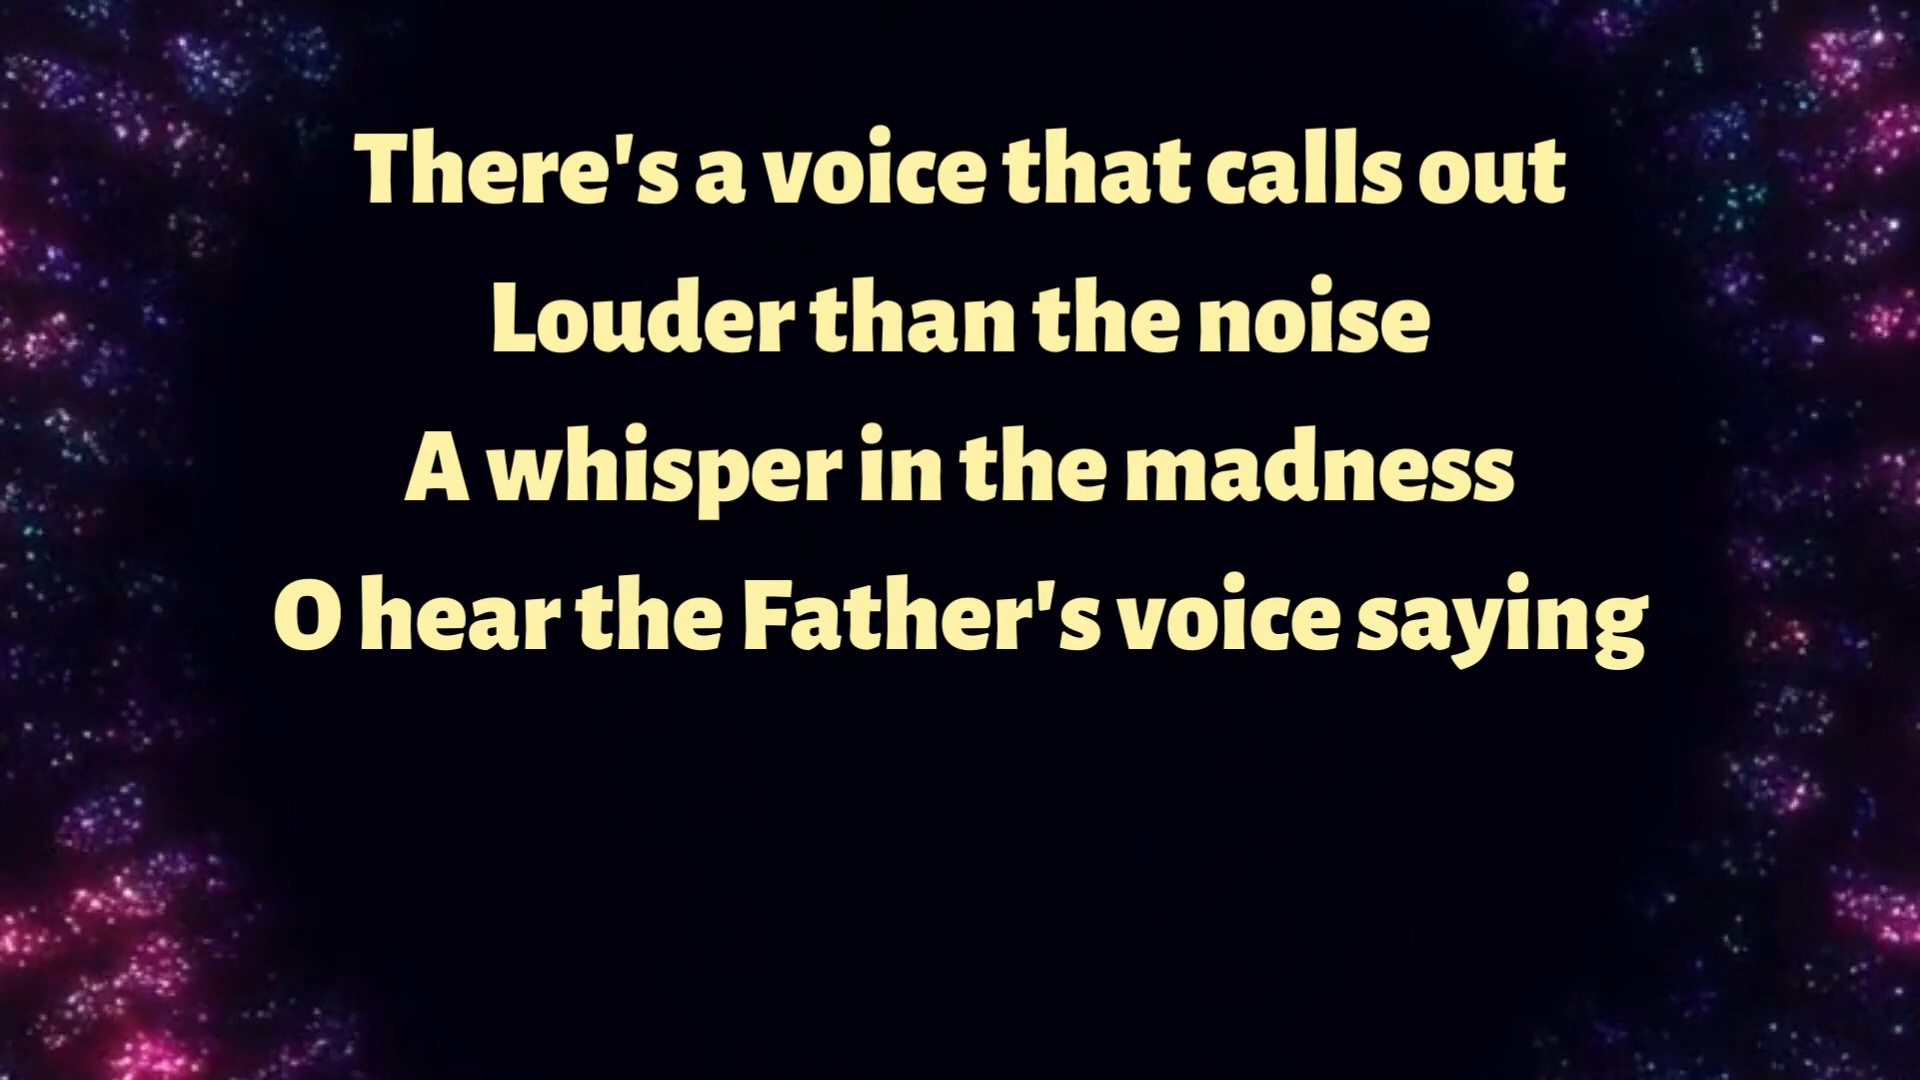 There's a voice that calls out
Louder than the noise
A whisper in the madness
O hear the Father's voice saying